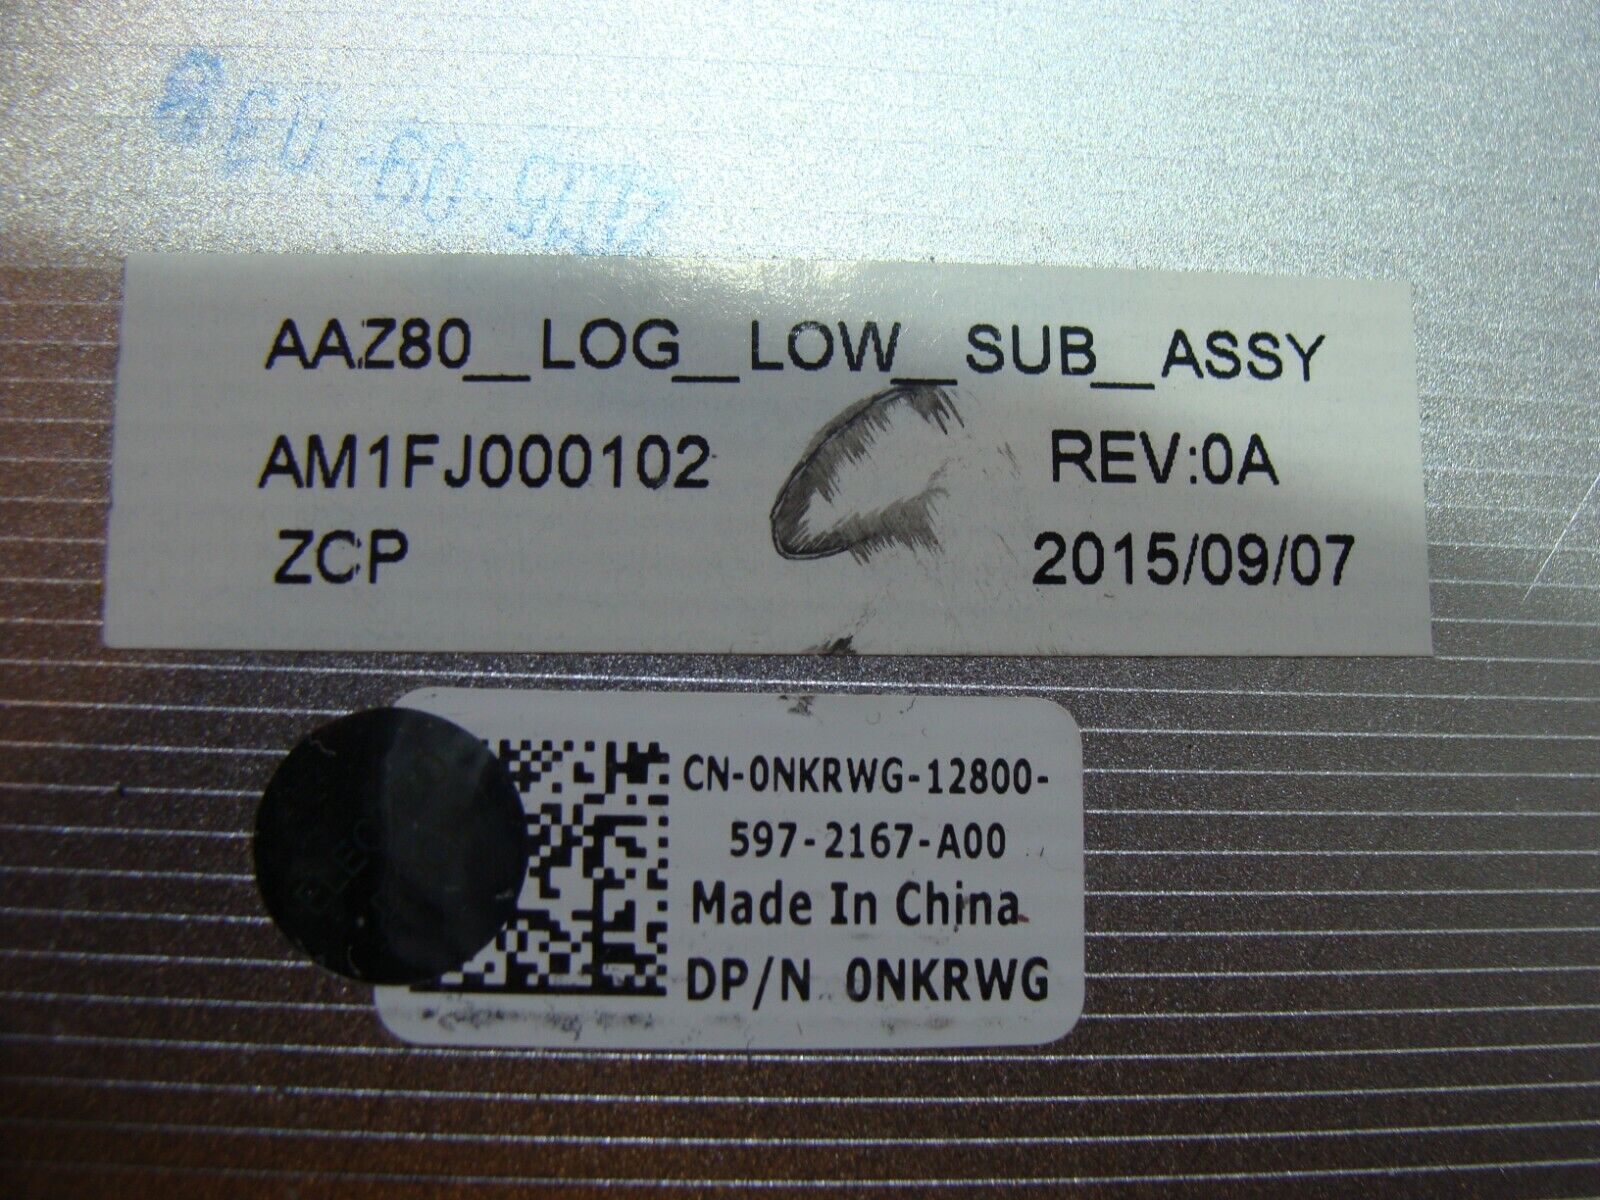 AAZ80_LOG_LOW_SUB_ASSY
AM1FJ000102 REV:0A
ZCP 2015/09/07
CN-0NKRWG-12800-
597-2167-A00
Made In China
DP/N 0NKRWG